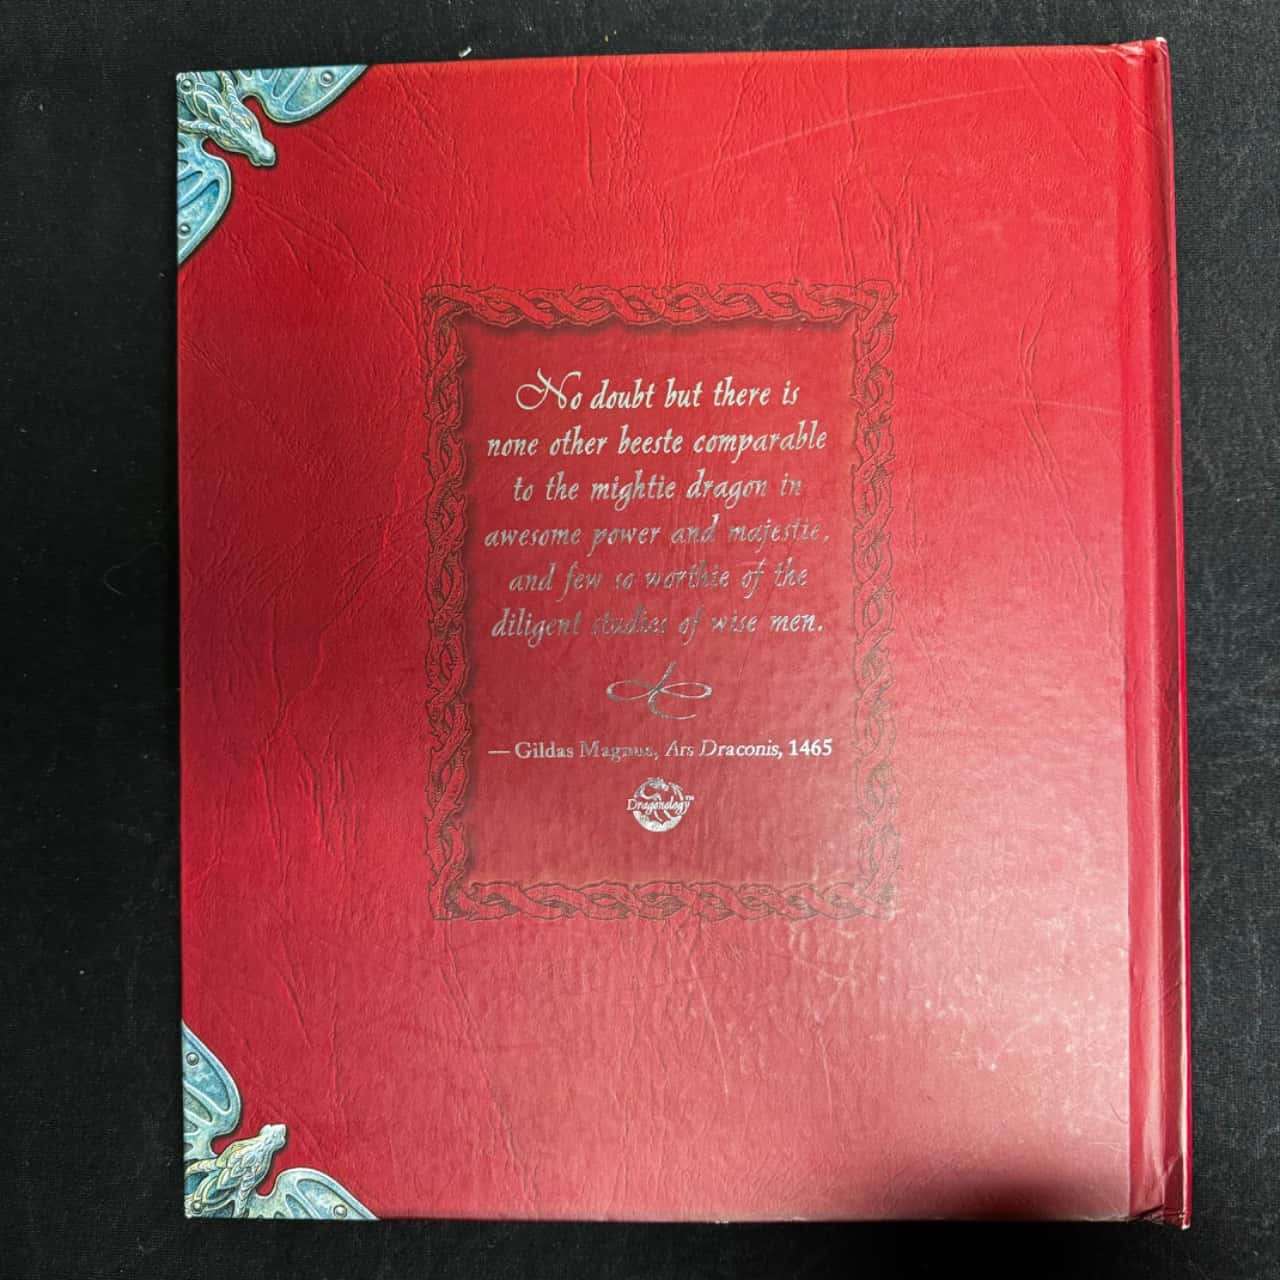 No doubt but there is
none other beeste comparable
to the mightie dragon in
awesome power and majestie,
and few so worthie of the
diligent studies of wise men.
— Gildas Magnus, Ars Draconis, 1465
Dragonology™